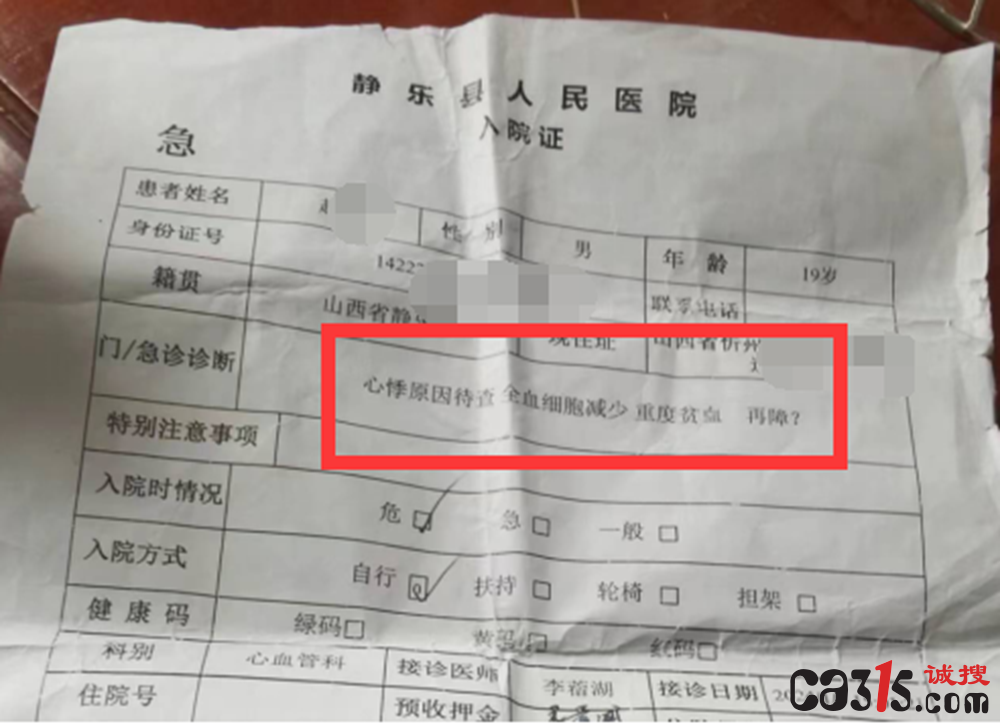 静乐县人民医院
入院证
急
患者姓名 性别 男 年龄 19岁
身份证号 1422 联系电话
籍贯 山西省静 现住址 山西省忻州
门/急诊诊断 心悸原因待查 全血细胞减少 重度贫血 再障?
特别注意事项
入院时情况 危 急 一般
入院方式 自行 扶持 轮椅 担架
健康码 绿码 黄码 红码
科别 心血管科 接诊医师 接诊日期
住院号 预收押金
ca315.com 诚搜